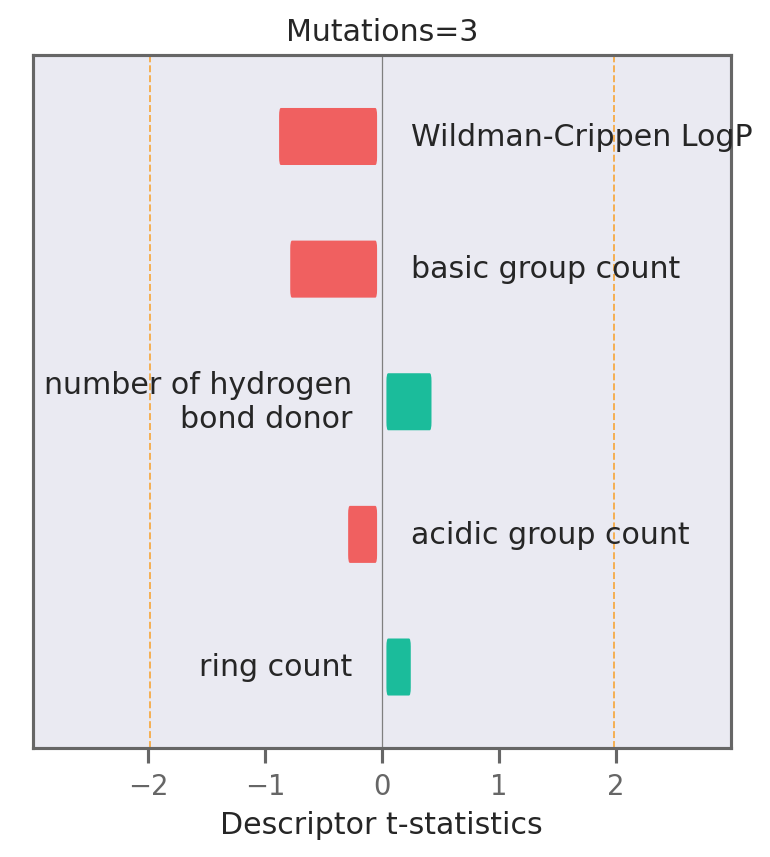 Mutations=3
Wildman-Crippen LogP
basic group count
number of hydrogen
bond donor
acidic group count
ring count
−2 −1 0 1 2
Descriptor t-statistics